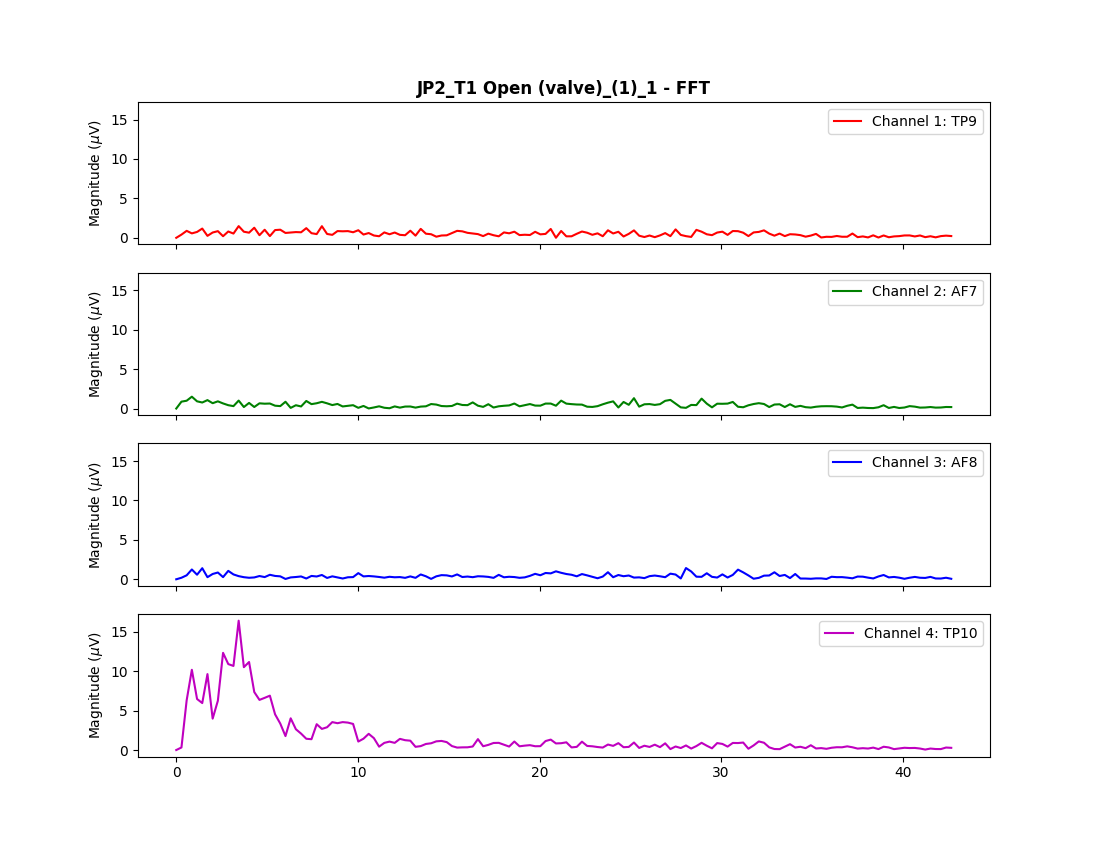 JP2_T1 Open (valve)_(1)_1 - FFT
Magnitude (μV)
15
10
5
0
Channel 1: TP9
Magnitude (μV)
15
10
5
0
Channel 2: AF7
Magnitude (μV)
15
10
5
0
Channel 3: AF8
Magnitude (μV)
15
10
5
0
Channel 4: TP10
0 10 20 30 40